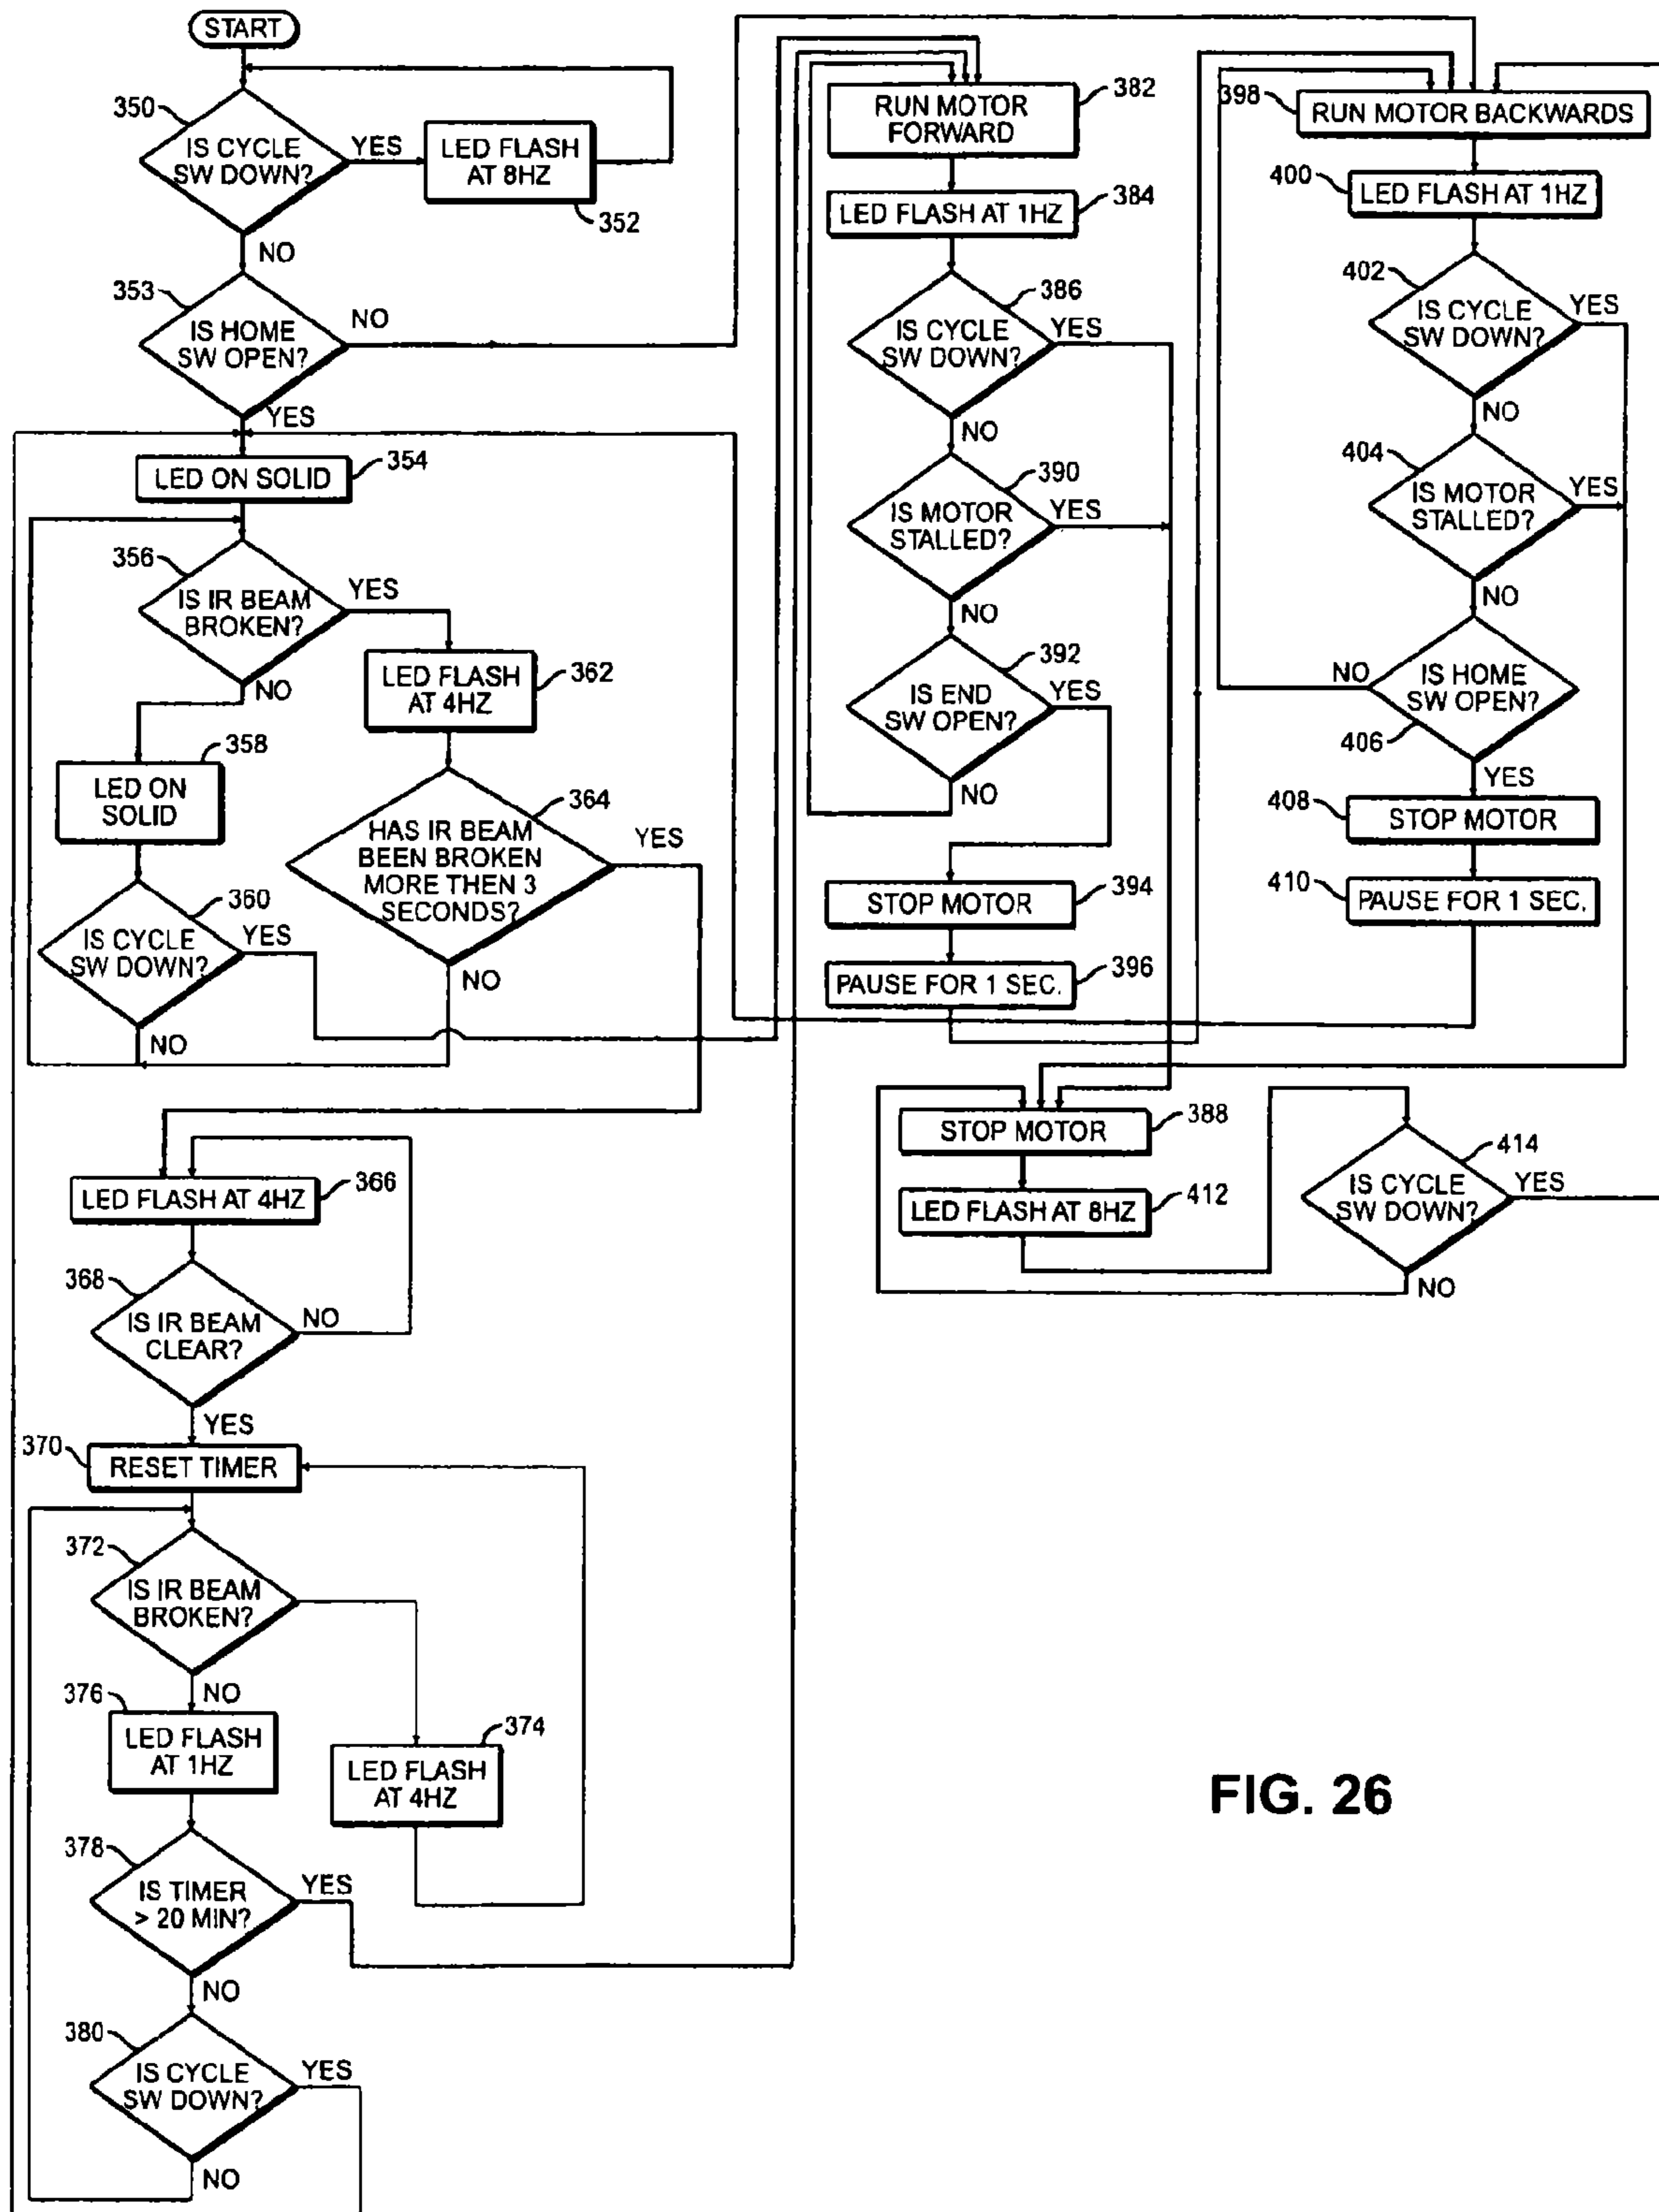 START
350
IS CYCLE
SW DOWN?
YES
LED FLASH
AT 8HZ
352
NO
353
IS HOME
SW OPEN?
NO
YES
LED ON SOLID
354
356
IS IR BEAM
BROKEN?
YES
NO
LED FLASH
AT 4HZ
362
358
LED ON
SOLID
364
HAS IR BEAM
BEEN BROKEN
MORE THEN 3
SECONDS?
YES
NO
360
IS CYCLE
SW DOWN?
YES
NO
LED FLASH AT 4HZ
366
368
IS IR BEAM
CLEAR?
NO
YES
370
RESET TIMER
372
IS IR BEAM
BROKEN?
NO
376
LED FLASH
AT 1HZ
374
LED FLASH
AT 4HZ
378
IS TIMER
> 20 MIN?
YES
NO
380
IS CYCLE
SW DOWN?
YES
NO
RUN MOTOR
FORWARD
382
LED FLASH AT 1HZ
384
386
IS CYCLE
SW DOWN?
YES
NO
390
IS MOTOR
STALLED?
YES
NO
392
IS END
SW OPEN?
YES
NO
STOP MOTOR
394
PAUSE FOR 1 SEC.
396
STOP MOTOR
388
LED FLASH AT 8HZ
412
398
RUN MOTOR BACKWARDS
400
LED FLASH AT 1HZ
402
IS CYCLE
SW DOWN?
YES
NO
404
IS MOTOR
STALLED?
YES
NO
NO
IS HOME
SW OPEN?
406
YES
408
STOP MOTOR
410
PAUSE FOR 1 SEC.
414
IS CYCLE
SW DOWN?
YES
NO
FIG. 26